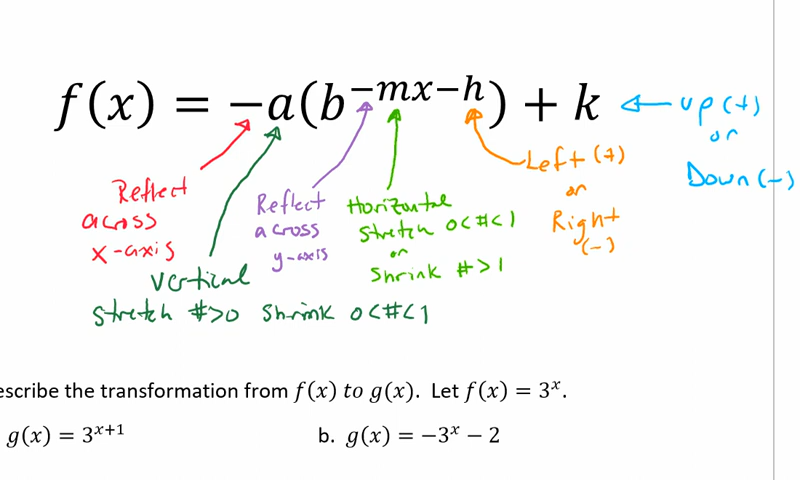 f(x) = −a(b^{−mx−h}) + k
up (+)
or
Down (−)
Left (+)
or
Right
(−)
Reflect
across
x-axis
Reflect
across
y-axis
Horizontal
stretch 0<#<1
or
shrink #>1
vertical
stretch #>0 shrink 0<#<1
escribe the transformation from f(x) to g(x). Let f(x) = 3^x.
g(x) = 3^{x+1}
b. g(x) = −3^x − 2